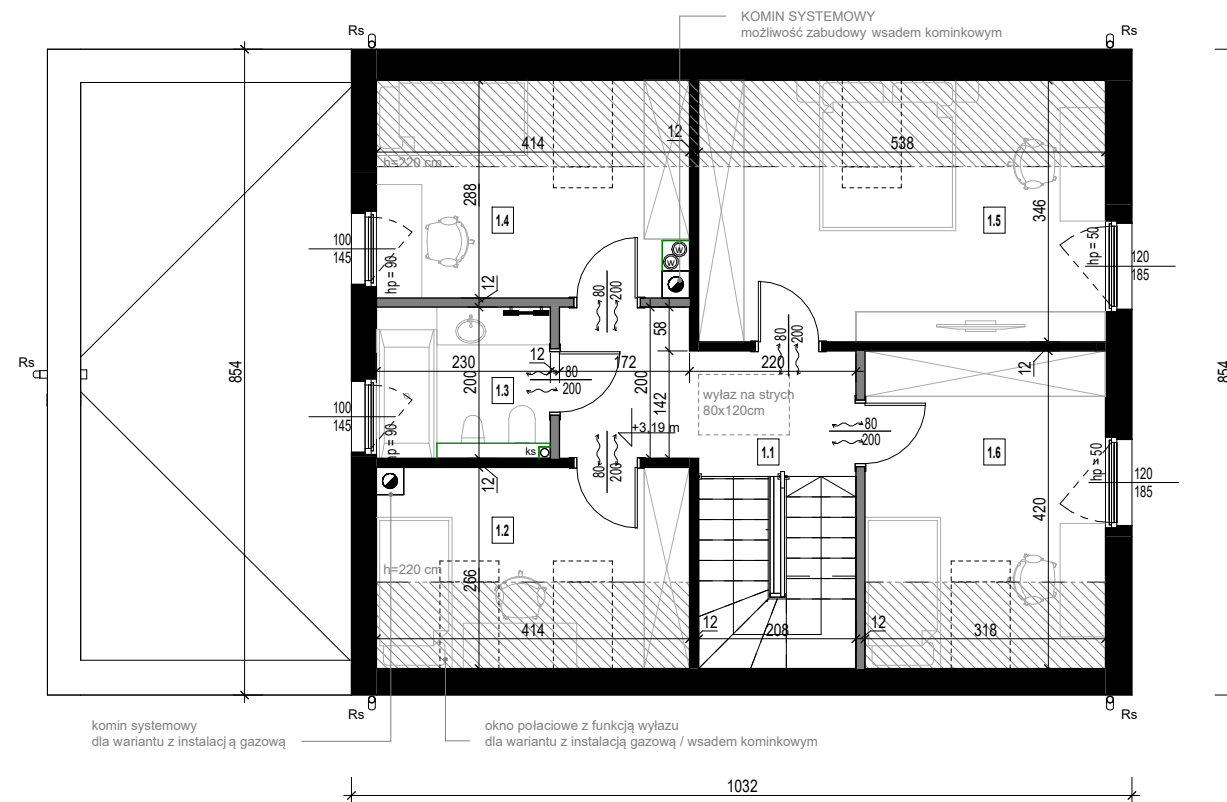 KOMIN SYSTEMOWY
możliwość zabudowy wsadem kominkowym
Rs
Rs
12
414
538
h=220 cm
288
346
1.4
1.5
W
W
100
145
hp = 90
hp = 50
120
185
12
80
200
58
80
200
Rs
854
854
230
12
172
220
12
80
200
200
1.3
200
142
wyłaz na strych
80x120cm
100
145
hp = 90
+3,19 m
80
200
ks
1.1
1.6
hp = 50
120
185
12
80
200
1.2
420
h=220 cm
266
414
12
208
12
318
Rs
Rs
komin systemowy
dla wariantu z instalacją gazową
okno połaciowe z funkcją wyłazu
dla wariantu z instalacją gazową / wsadem kominkowym
1032